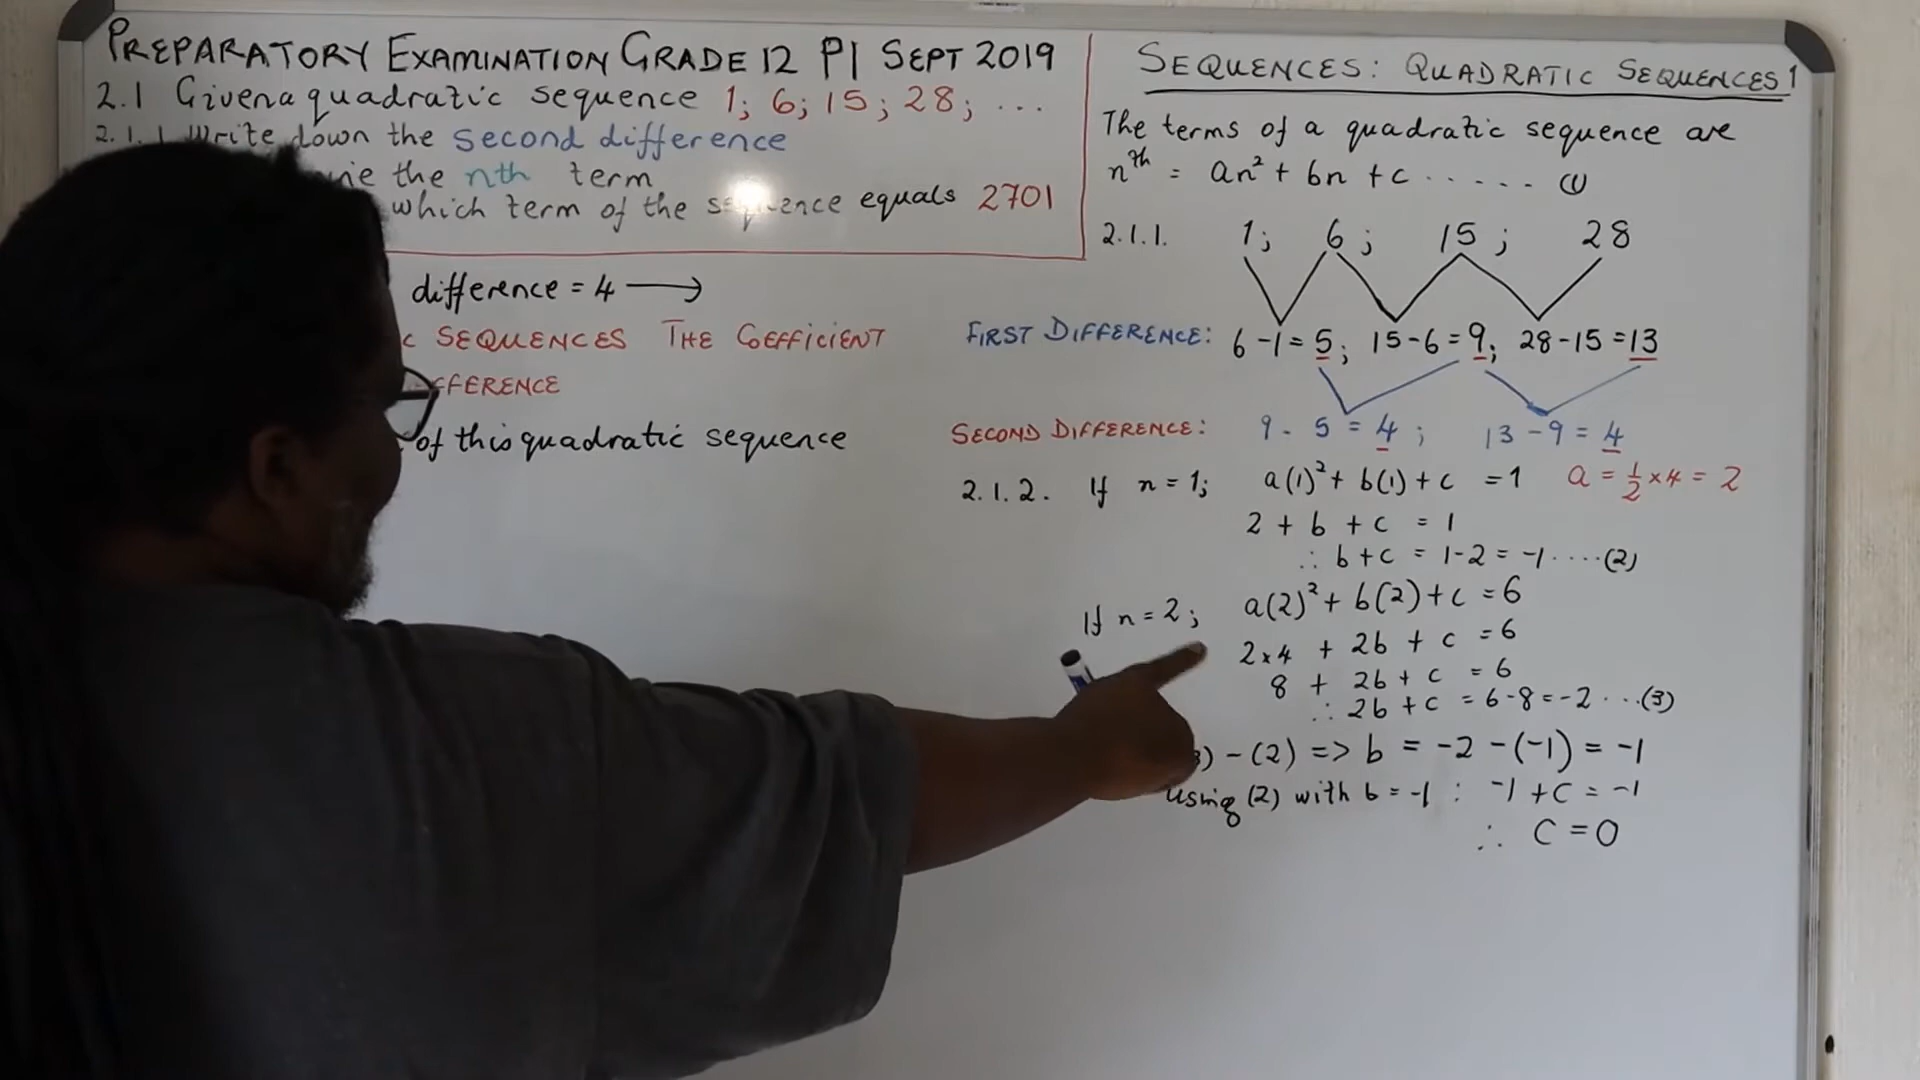 PREPARATORY EXAMINATION GRADE 12 P1 SEPT 2019
2.1 Given a quadratic sequence 1; 6; 15; 28; ...
2.1.1 Write down the second difference
the nth term
which term of the sequence equals 2701
difference = 4 ⟶
SEQUENCES THE COEFFICIENT
of this quadratic sequence
SEQUENCES: QUADRATIC SEQUENCES 1
The terms of a quadratic sequence are
nᵗʰ = an² + bn + c ..... (1)
2.1.1. 1; 6; 15; 28
FIRST DIFFERENCE: 6-1=5; 15-6=9; 28-15=13
SECOND DIFFERENCE: 9-5=4; 13-9=4
2.1.2. If n=1; a(1)²+b(1)+c =1 a=½×4=2
2+b+c=1
∴ b+c = 1-2 = -1 ....(2)
If n=2; a(2)²+b(2)+c=6
2×4 + 2b + c = 6
8 + 2b + c = 6
∴ 2b+c = 6-8=-2 ...(3)
) - (2) => b = -2-(-1) = -1
using (2) with b=-1 : -1+c=-1
∴ c=0